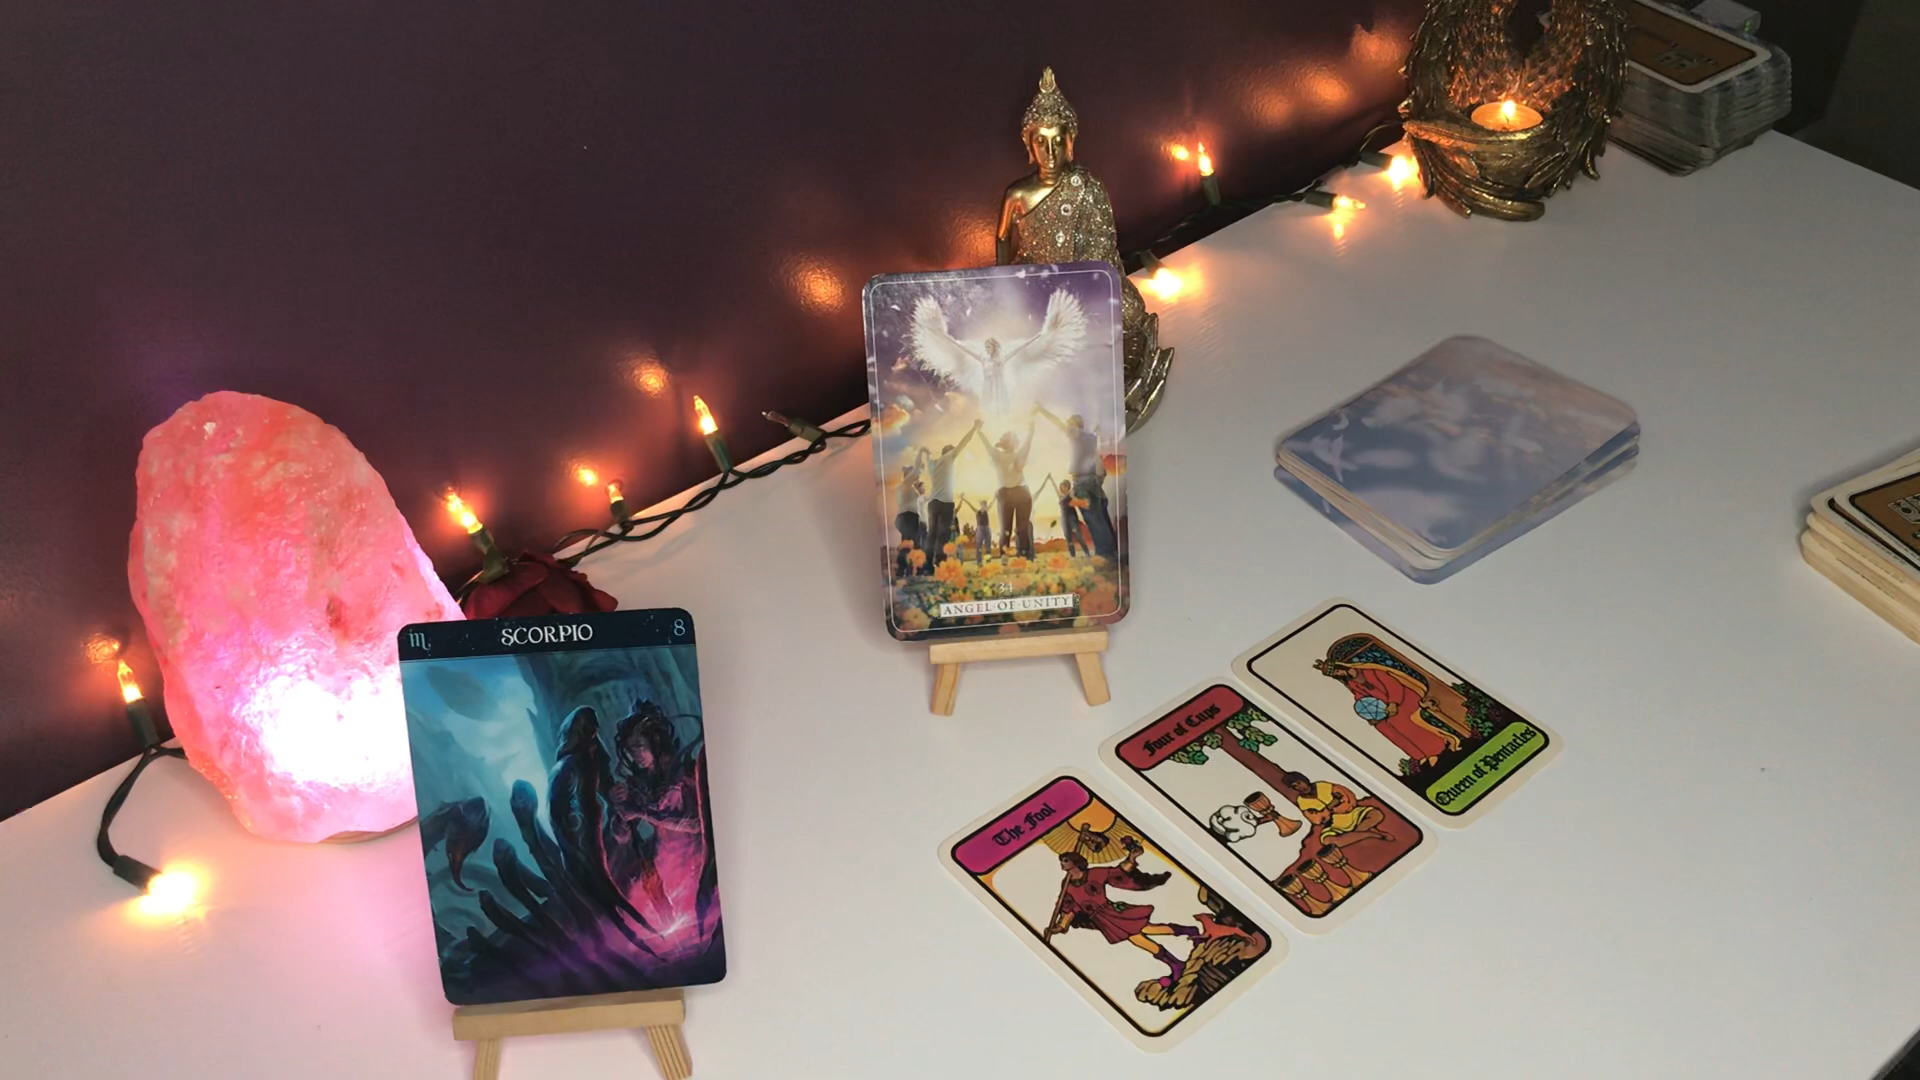 ♏ SCORPIO 8
34
ANGEL OF UNITY
The Fool
Four of Cups
Queen of Pentacles